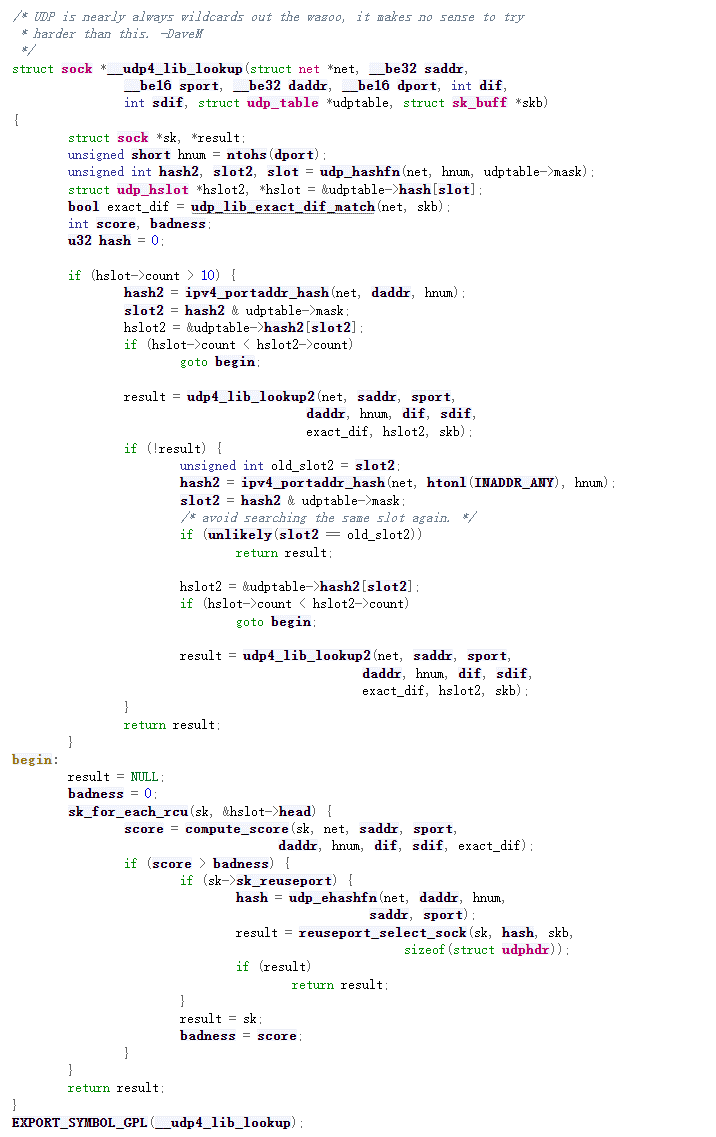 /* UDP is nearly always wildcards out the wazoo, it makes no sense to try
 * harder than this. -DaveM
 */
struct sock *__udp4_lib_lookup(struct net *net, __be32 saddr,
		__be16 sport, __be32 daddr, __be16 dport, int dif,
		int sdif, struct udp_table *udptable, struct sk_buff *skb)
{
	struct sock *sk, *result;
	unsigned short hnum = ntohs(dport);
	unsigned int hash2, slot2, slot = udp_hashfn(net, hnum, udptable->mask);
	struct udp_hslot *hslot2, *hslot = &udptable->hash[slot];
	bool exact_dif = udp_lib_exact_dif_match(net, skb);
	int score, badness;
	u32 hash = 0;

	if (hslot->count > 10) {
		hash2 = ipv4_portaddr_hash(net, daddr, hnum);
		slot2 = hash2 & udptable->mask;
		hslot2 = &udptable->hash2[slot2];
		if (hslot->count < hslot2->count)
			goto begin;

		result = udp4_lib_lookup2(net, saddr, sport,
					  daddr, hnum, dif, sdif,
					  exact_dif, hslot2, skb);
		if (!result) {
			unsigned int old_slot2 = slot2;
			hash2 = ipv4_portaddr_hash(net, htonl(INADDR_ANY), hnum);
			slot2 = hash2 & udptable->mask;
			/* avoid searching the same slot again. */
			if (unlikely(slot2 == old_slot2))
				return result;

			hslot2 = &udptable->hash2[slot2];
			if (hslot->count < hslot2->count)
				goto begin;

			result = udp4_lib_lookup2(net, saddr, sport,
						  daddr, hnum, dif, sdif,
						  exact_dif, hslot2, skb);
		}
		return result;
	}
begin:
	result = NULL;
	badness = 0;
	sk_for_each_rcu(sk, &hslot->head) {
		score = compute_score(sk, net, saddr, sport,
				      daddr, hnum, dif, sdif, exact_dif);
		if (score > badness) {
			if (sk->sk_reuseport) {
				hash = udp_ehashfn(net, daddr, hnum,
						   saddr, sport);
				result = reuseport_select_sock(sk, hash, skb,
							sizeof(struct udphdr));
				if (result)
					return result;
			}
			result = sk;
			badness = score;
		}
	}
	return result;
}
EXPORT_SYMBOL_GPL(__udp4_lib_lookup);